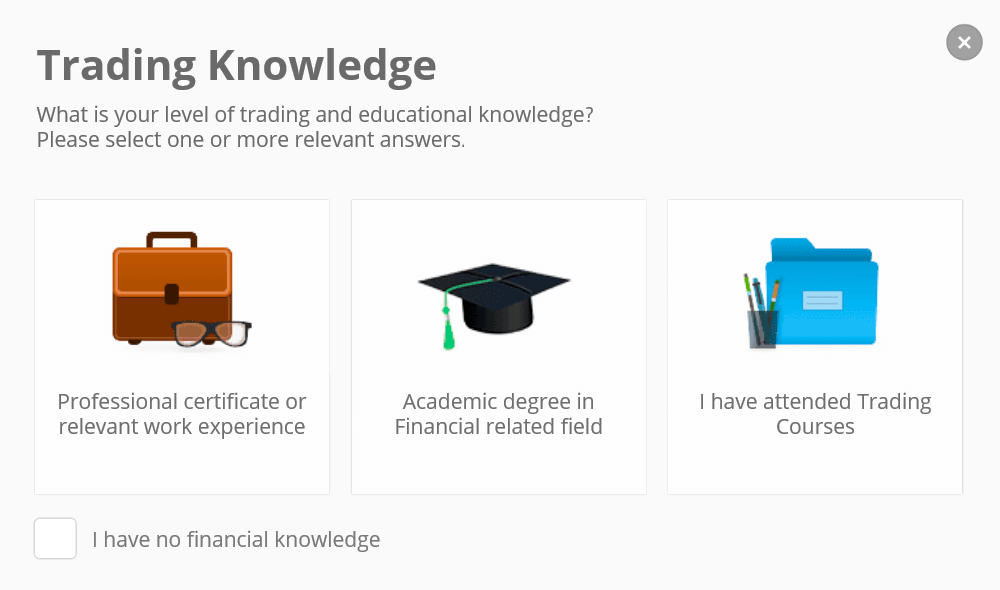 Trading Knowledge
What is your level of trading and educational knowledge?
Please select one or more relevant answers.
Professional certificate or
relevant work experience
Academic degree in
Financial related field
I have attended Trading
Courses
I have no financial knowledge